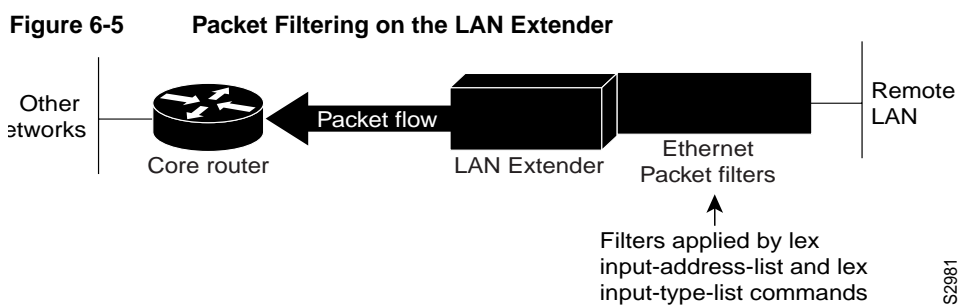 Figure 6-5 Packet Filtering on the LAN Extender
Other
etworks
Packet flow
Remote
LAN
Core router
LAN Extender
Ethernet
Packet filters
Filters applied by lex
input-address-list and lex
input-type-list commands
S2981